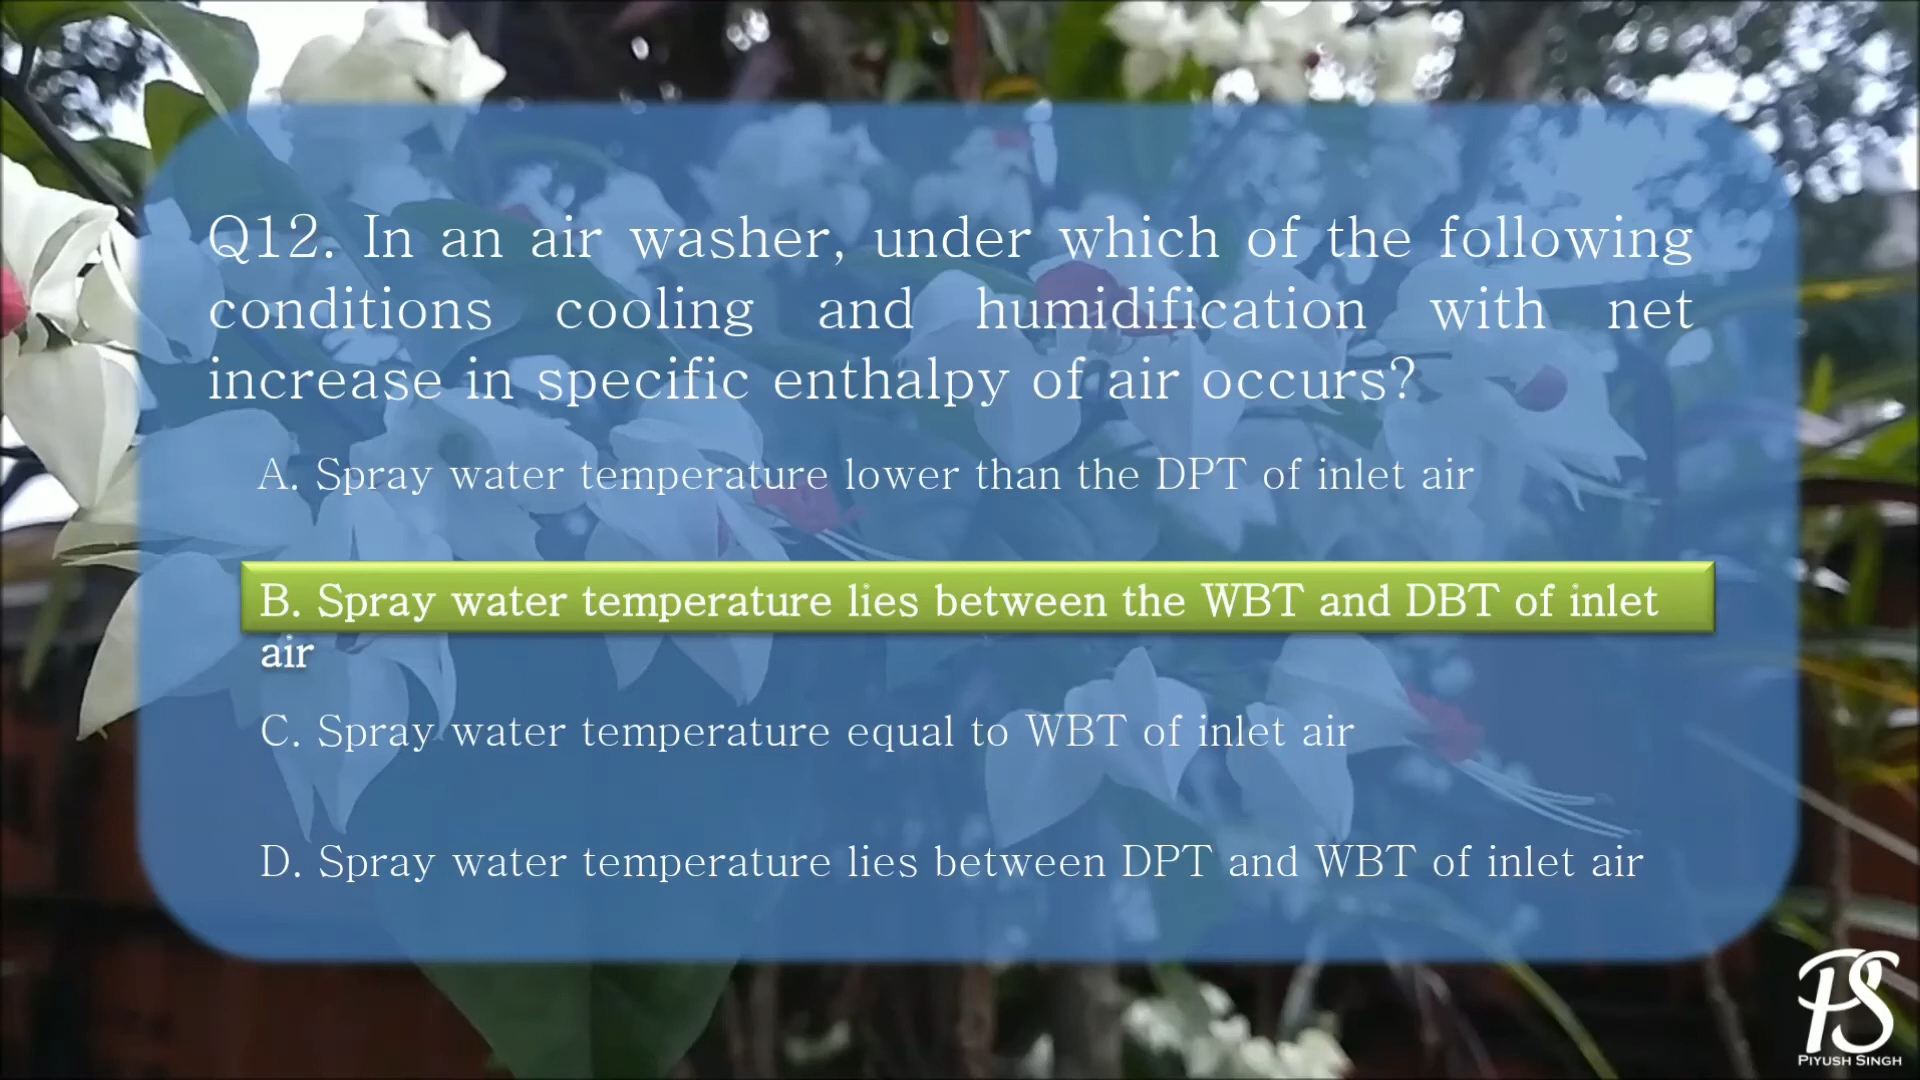 Q12. In an air washer, under which of the following
conditions cooling and humidification with net
increase in specific enthalpy of air occurs?
A. Spray water temperature lower than the DPT of inlet air
B. Spray water temperature lies between the WBT and DBT of inlet
air
C. Spray water temperature equal to WBT of inlet air
D. Spray water temperature lies between DPT and WBT of inlet air
PS
PIYUSH SINGH